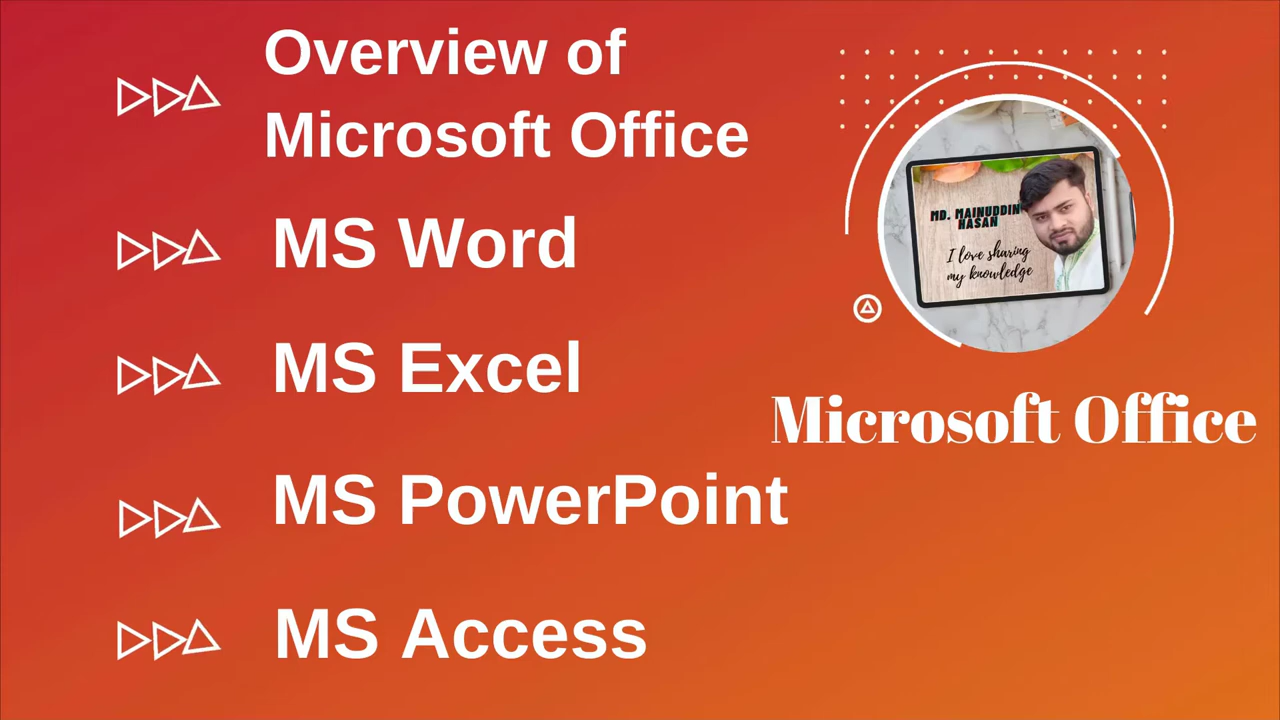 Overview of
Microsoft Office
MS Word
MS Excel
MS PowerPoint
MS Access
MD. MAINUDDIN
HASAN
I love sharing
my knowledge
Microsoft Office